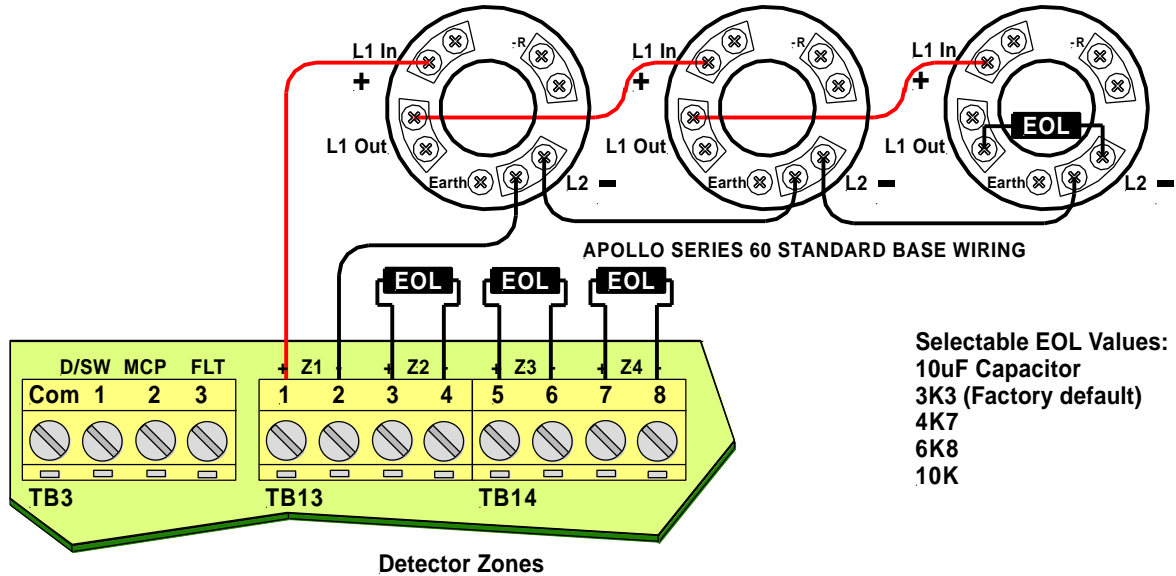 L1 In
-R
L1 In
-R
L1 In
-R
+
+
+
EOL
L1 Out
L1 Out
L1 Out
Earth
L2 -
Earth
L2 -
Earth
L2 -
APOLLO SERIES 60 STANDARD BASE WIRING
EOL
EOL
EOL
Selectable EOL Values:
10uF Capacitor
3K3 (Factory default)
4K7
6K8
10K
D/SW MCP FLT
+ Z1 - + Z2 - + Z3 - + Z4 -
Com 1 2 3
1 2 3 4 5 6 7 8
TB3
TB13
TB14
Detector Zones